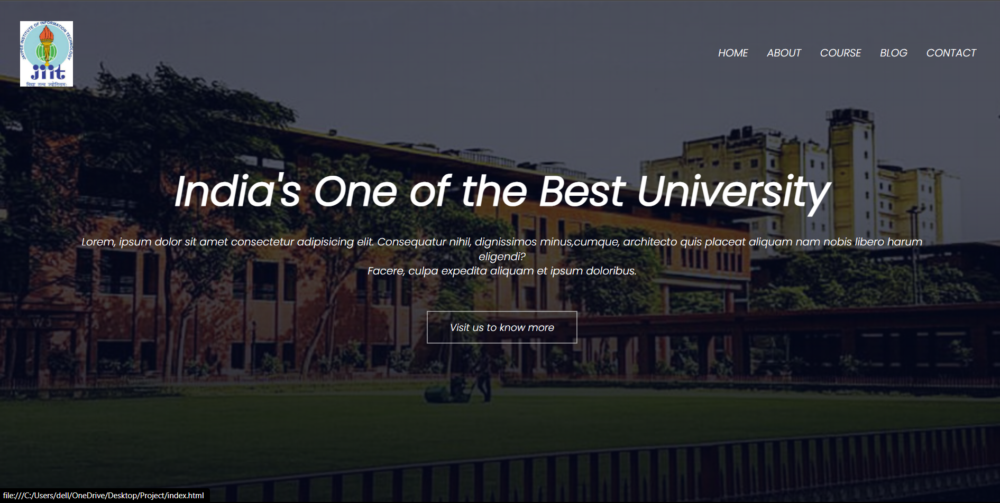 JAYPEE INSTITUTE OF INFORMATION TECHNOLOGY
jiit
विद्या तत्व ज्योतिसमः
HOME ABOUT COURSE BLOG CONTACT
India's One of the Best University
Lorem, ipsum dolor sit amet consectetur adipisicing elit. Consequatur nihil, dignissimos minus,cumque, architecto quis placeat aliquam nam nobis libero harum
eligendi?
Facere, culpa expedita aliquam et ipsum doloribus.
Visit us to know more
file:///C:/Users/dell/OneDrive/Desktop/Project/index.html